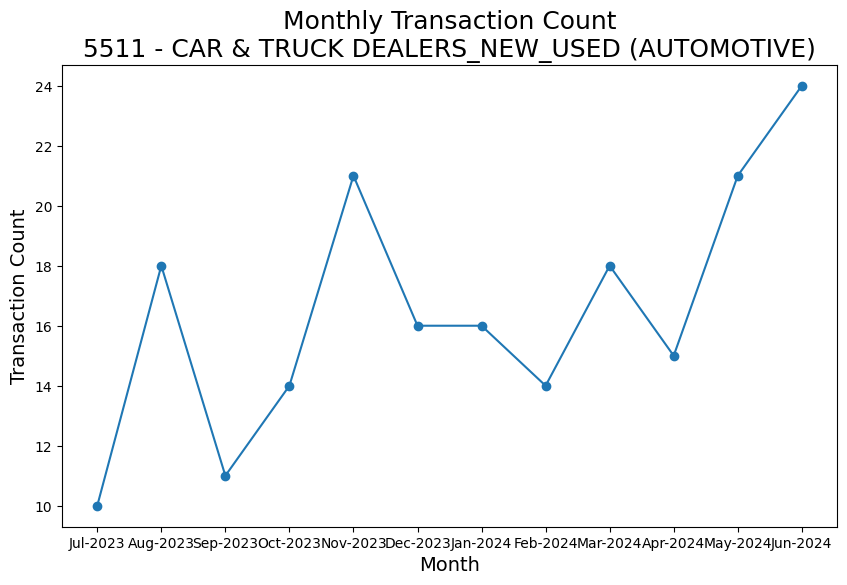 Monthly Transaction Count
5511 - CAR & TRUCK DEALERS_NEW_USED (AUTOMOTIVE)
Transaction Count
24
22
20
18
16
14
12
10
Jul-2023 Aug-2023 Sep-2023 Oct-2023 Nov-2023 Dec-2023 Jan-2024 Feb-2024 Mar-2024 Apr-2024 May-2024 Jun-2024
Month